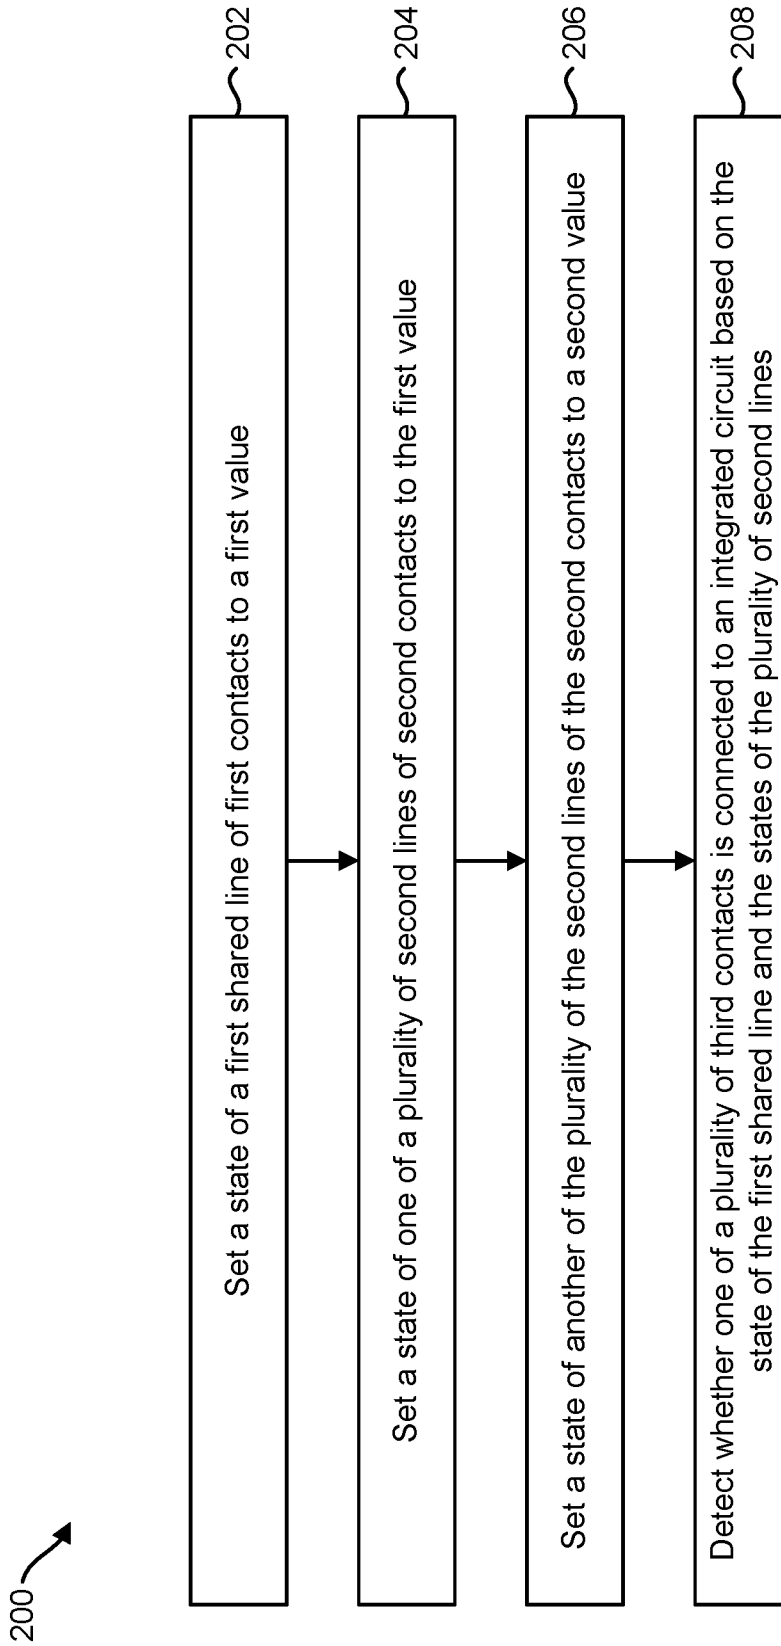 200
Set a state of a first shared line of first contacts to a first value
202
Set a state of one of a plurality of second lines of second contacts to the first value
204
Set a state of another of the plurality of the second lines of the second contacts to a second value
206
Detect whether one of a plurality of third contacts is connected to an integrated circuit based on the
state of the first shared line and the states of the plurality of second lines
208